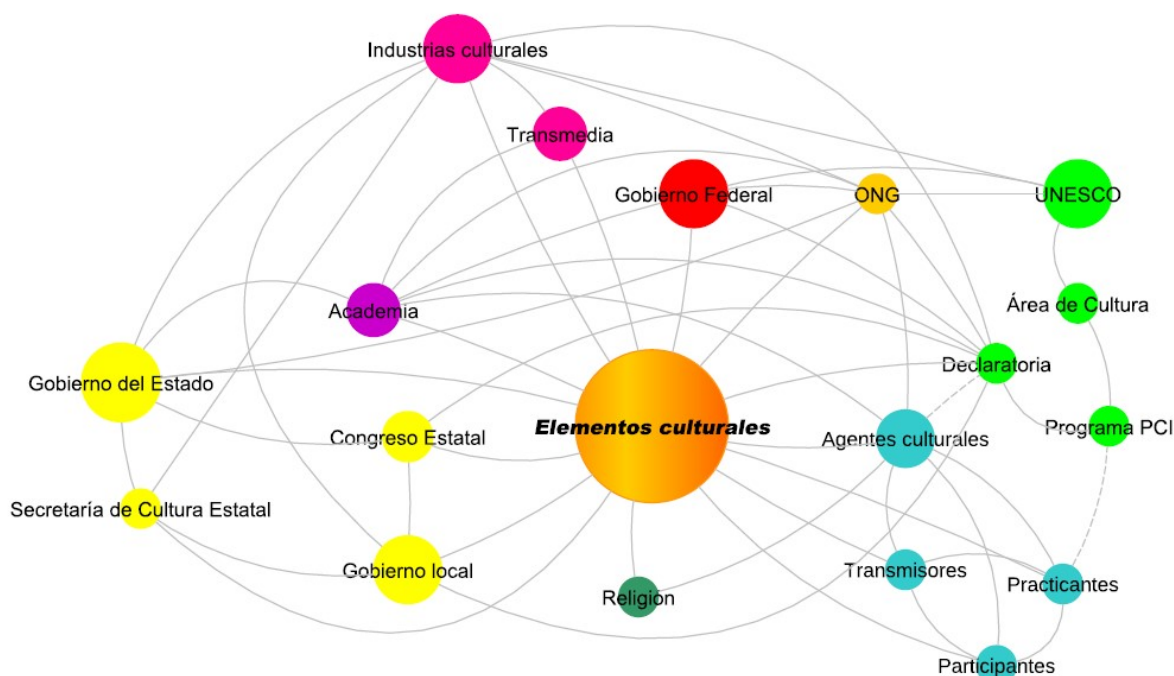 Industrias culturales
Transmedia
Gobierno Federal
ONG
UNESCO
Academia
Área de Cultura
Gobierno del Estado
Declaratoria
Congreso Estatal
Elementos culturales
Agentes culturales
Programa PCI
Secretaría de Cultura Estatal
Gobierno local
Religión
Transmisores
Practicantes
Participantes